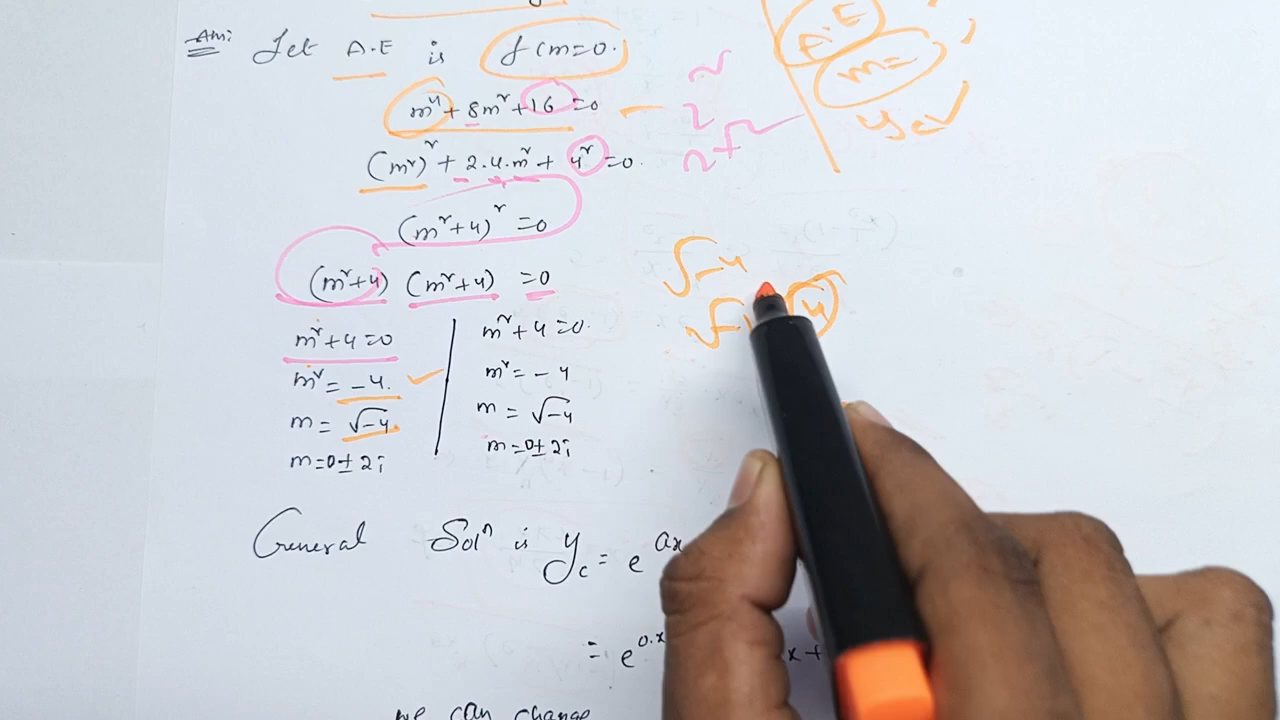 Ans: Let A.E is f(m=0.
m⁴ + 8m² + 16 = 0
(m²)² + 2.4.m² + 4² = 0.
(m²+4)² = 0
(m²+4) (m²+4) = 0
m²+4=0
m² = -4.
m = √-4
m=0± 2i
m²+4=0.
m² = -4
m = √-4
m=0± 2i
General Solⁿ is y_c = e^ax
= e^0.x
x +
we can change
A.E
m=
y_c
√-4
4